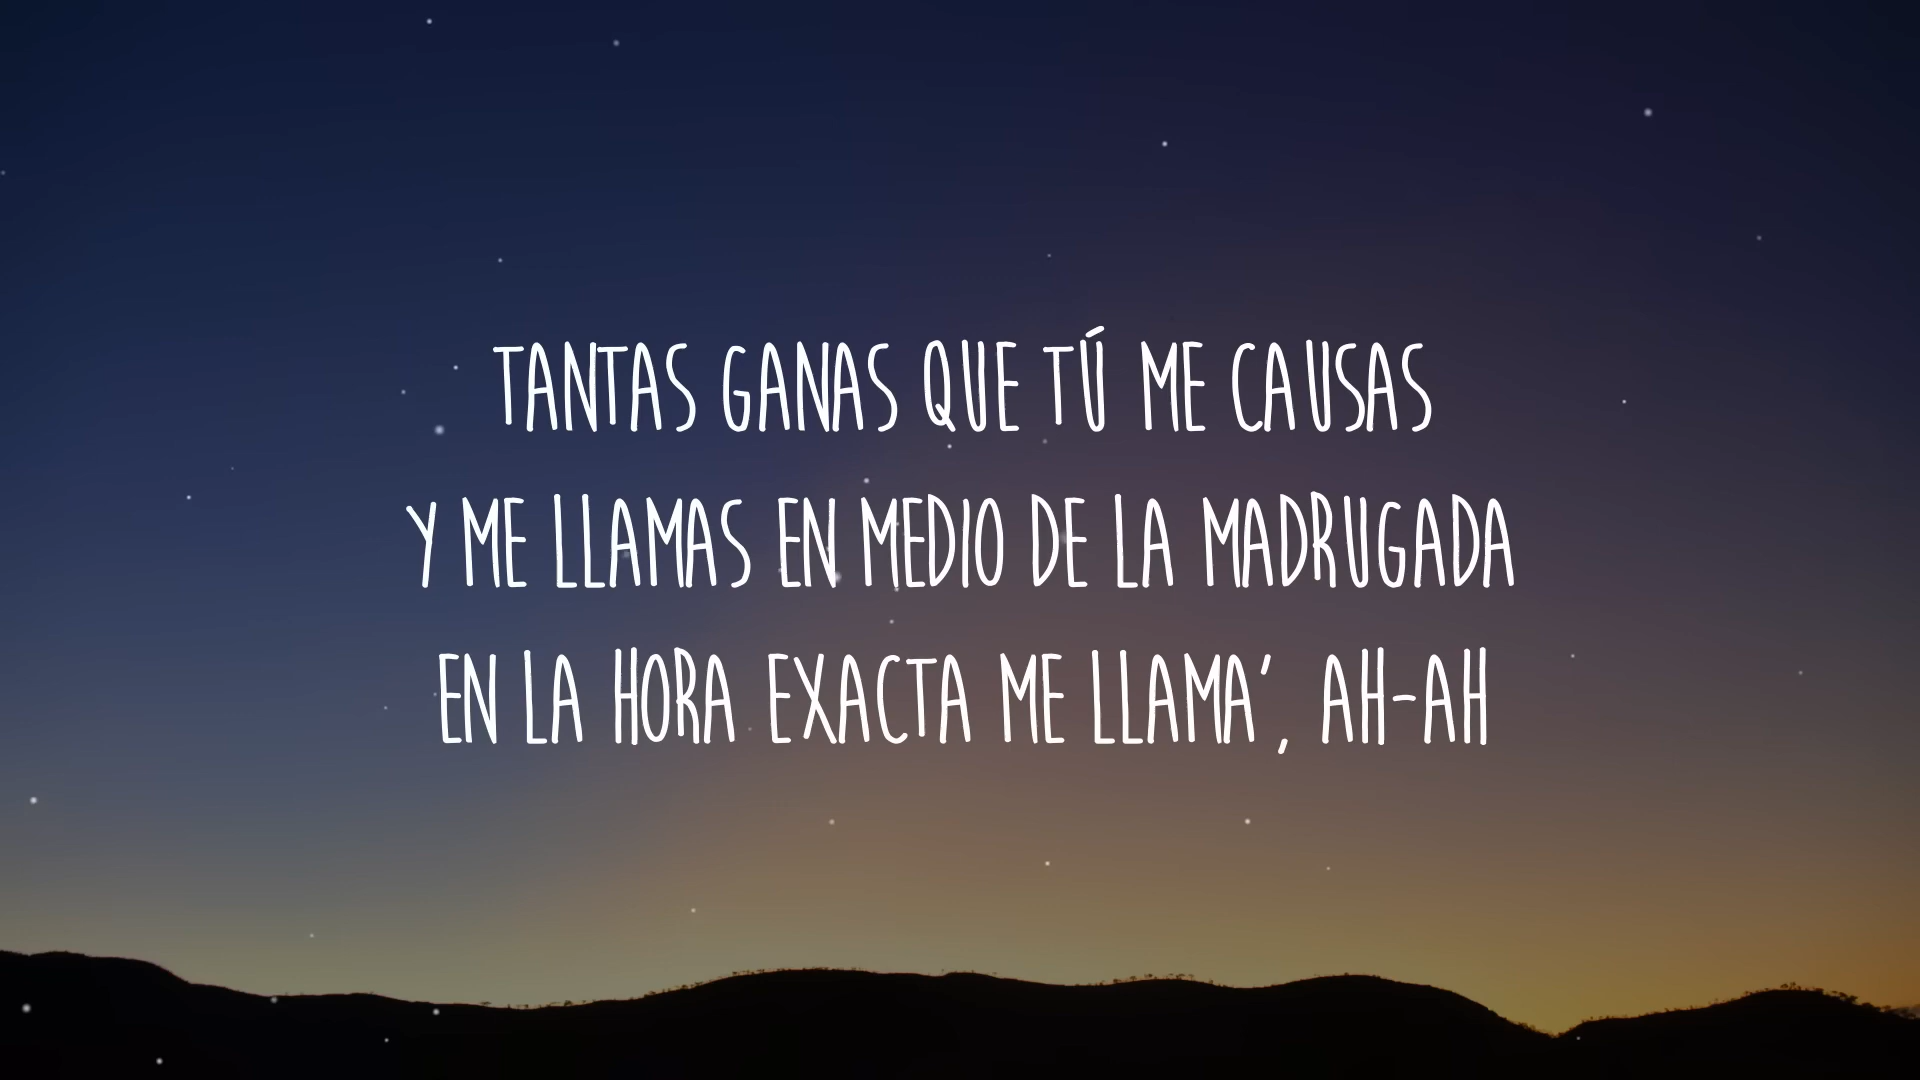 TANTAS GANAS QUE TÚ ME CAUSAS
Y ME LLAMAS EN MEDIO DE LA MADRUGADA
EN LA HORA EXACTA ME LLAMA', AH-AH